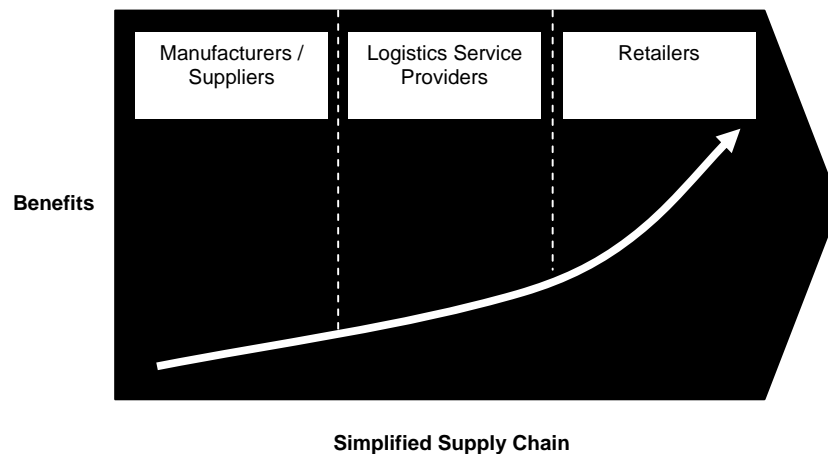 Manufacturers /
Suppliers
Logistics Service
Providers
Retailers
Benefits
Simplified Supply Chain